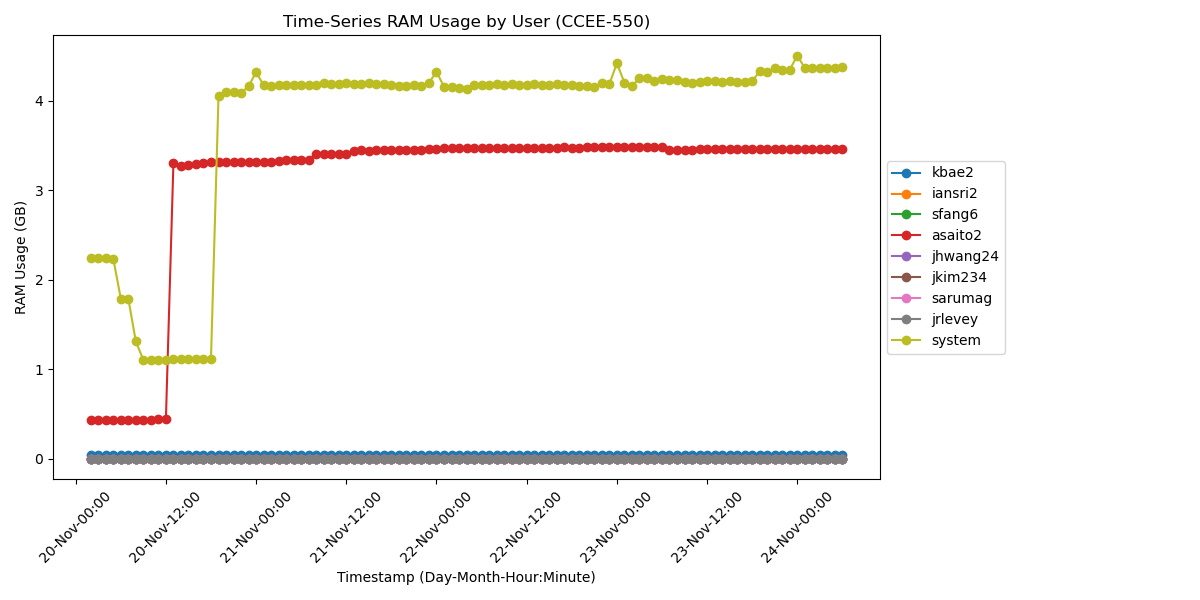 Time-Series RAM Usage by User (CCEE-550)
RAM Usage (GB)
4
3
2
1
0
20-Nov-00:00
20-Nov-12:00
21-Nov-00:00
21-Nov-12:00
22-Nov-00:00
22-Nov-12:00
23-Nov-00:00
23-Nov-12:00
24-Nov-00:00
Timestamp (Day-Month-Hour:Minute)
kbae2
iansri2
sfang6
asaito2
jhwang24
jkim234
sarumag
jrlevey
system